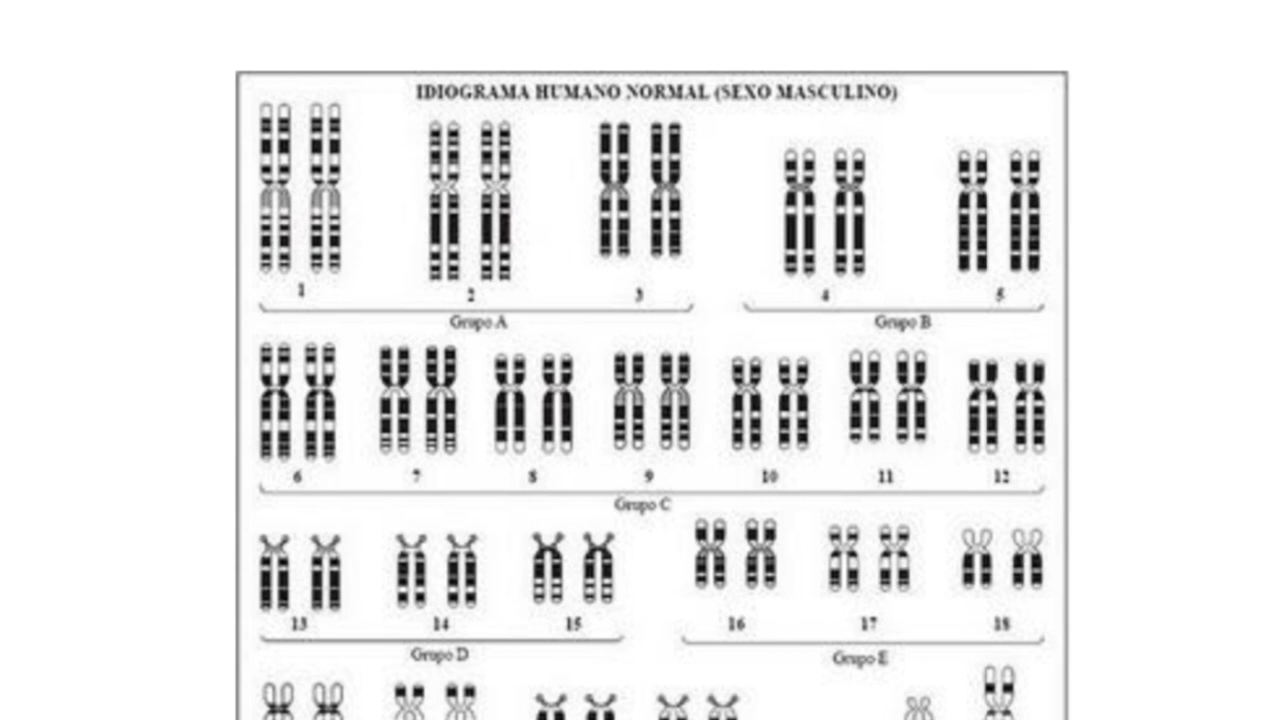 IDIOGRAMA HUMANO NORMAL (SEXO MASCULINO)
1 2 3 4 5
Grupo A Grupo B
6 7 8 9 10 11 12
Grupo C
13 14 15 16 17 18
Grupo D Grupo E